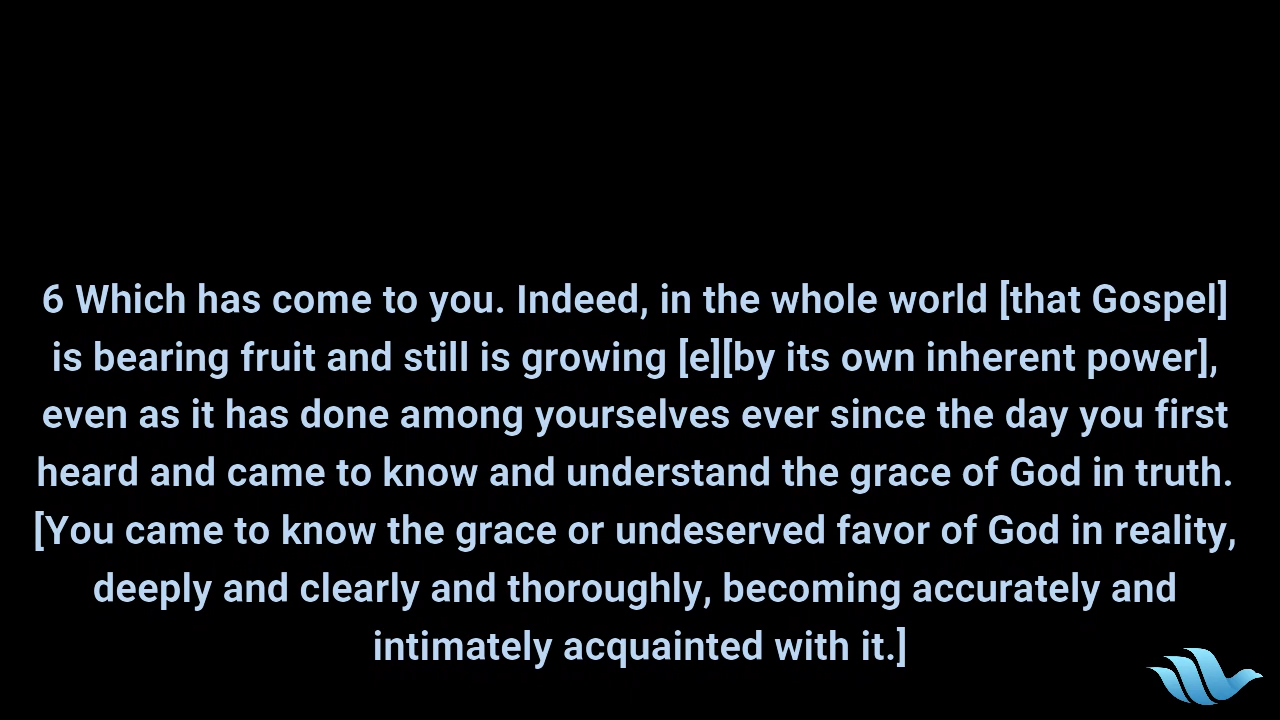 6 Which has come to you. Indeed, in the whole world [that Gospel]
is bearing fruit and still is growing [e][by its own inherent power],
even as it has done among yourselves ever since the day you first
heard and came to know and understand the grace of God in truth.
[You came to know the grace or undeserved favor of God in reality,
deeply and clearly and thoroughly, becoming accurately and
intimately acquainted with it.]